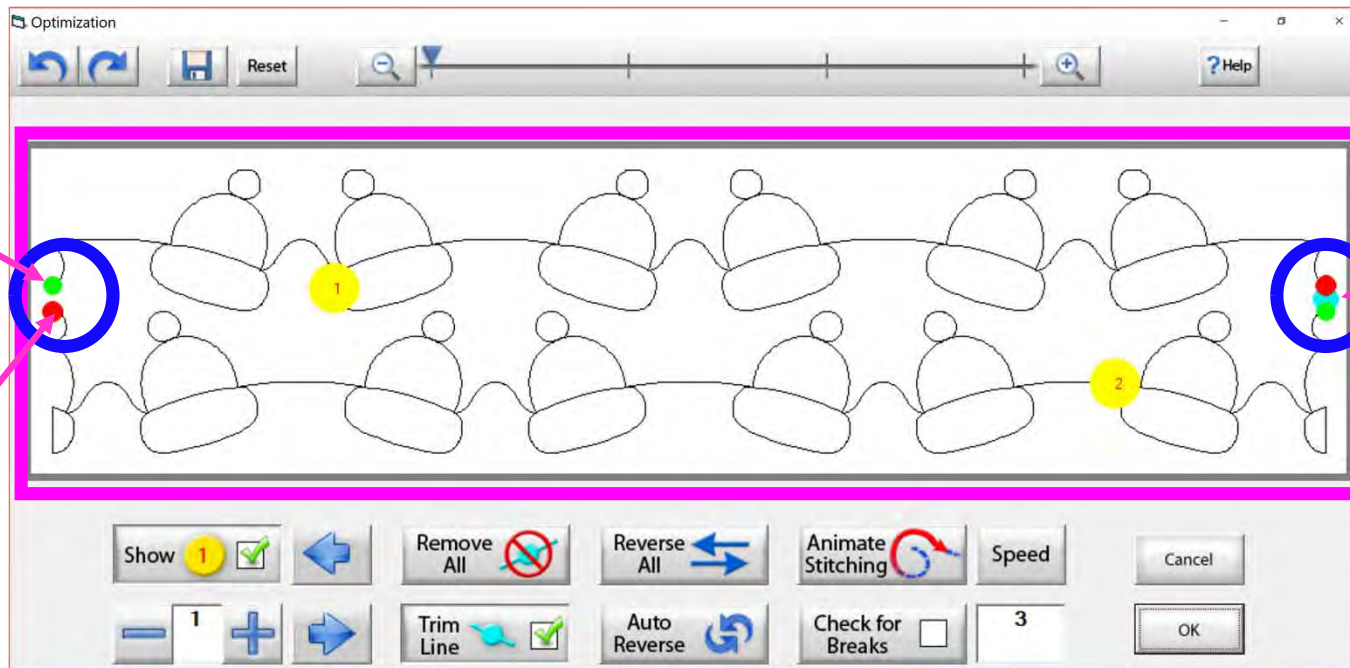 Optimization
Reset
? Help
1
2
Show 1
Remove All
Reverse All
Animate Stitching
Speed
Cancel
1
Trim Line
Auto Reverse
Check for Breaks
3
OK